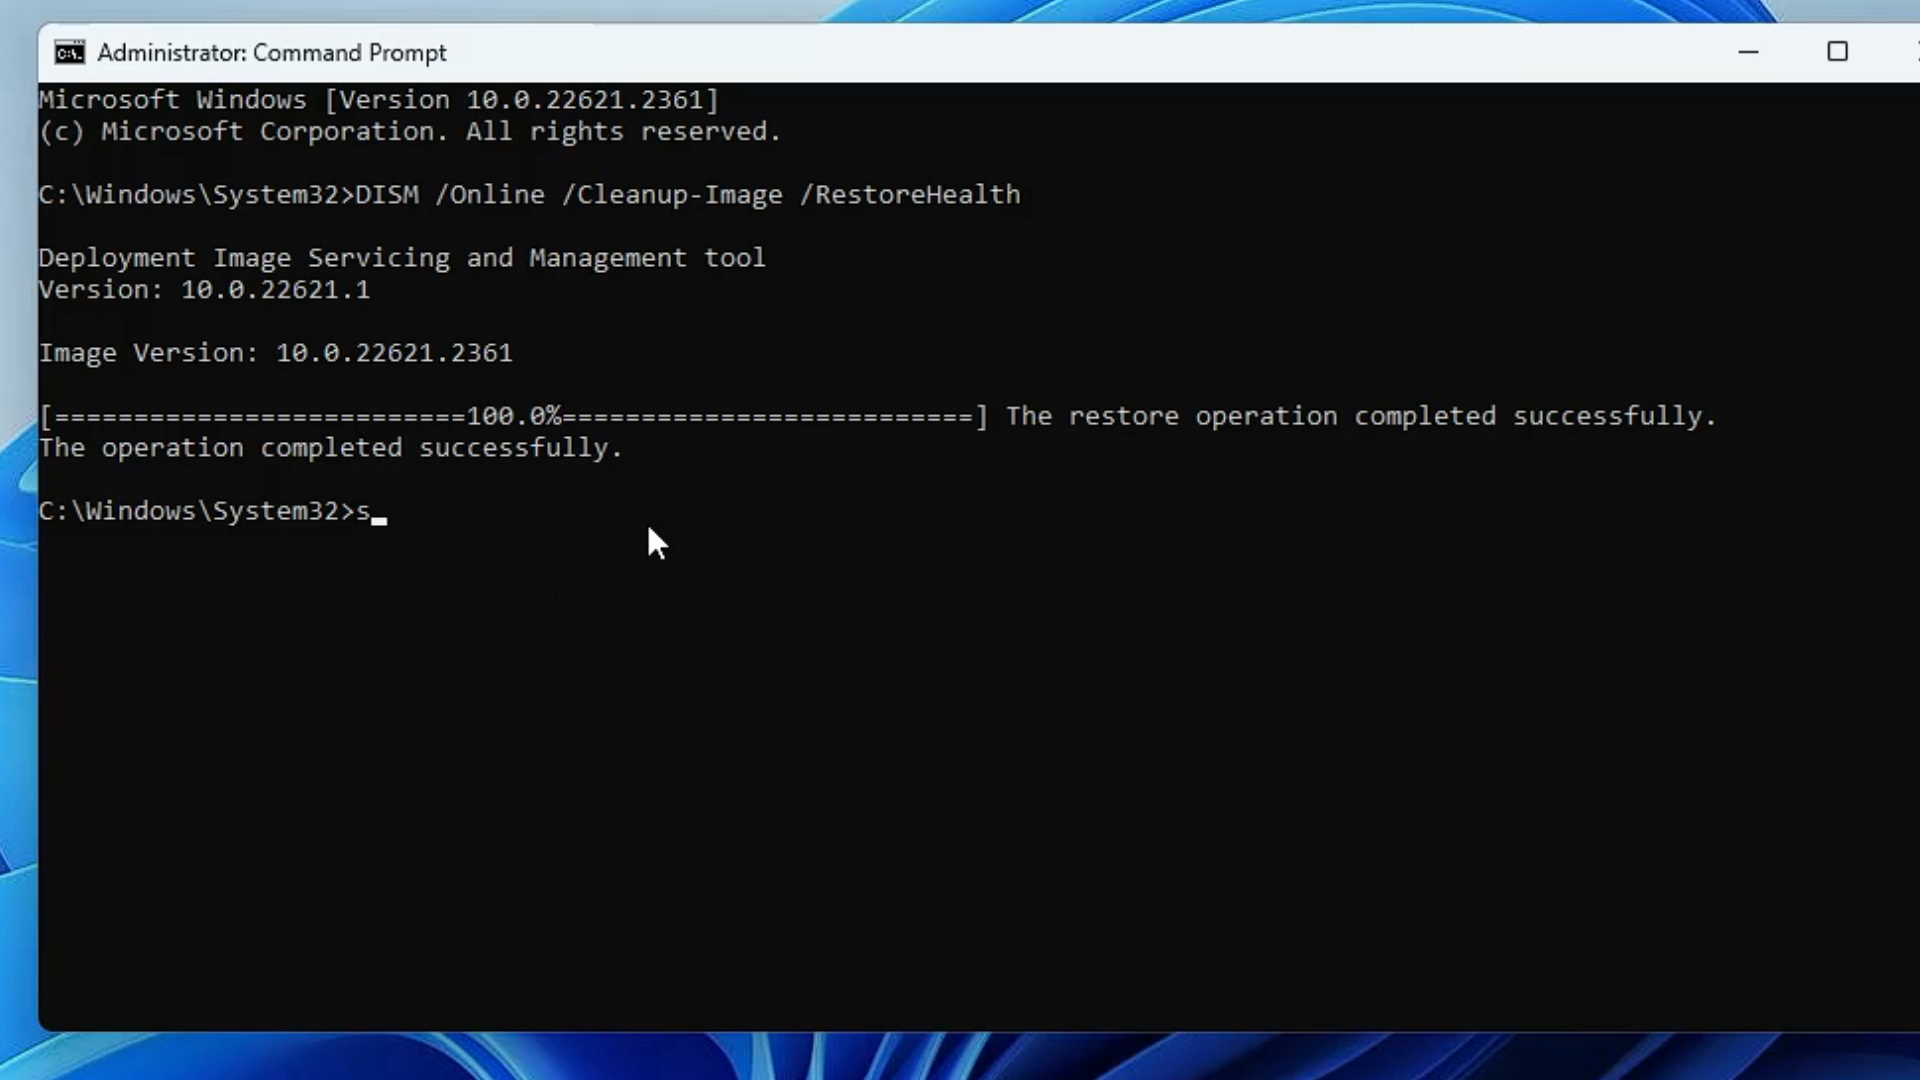 Administrator: Command Prompt
Microsoft Windows [Version 10.0.22621.2361]
(c) Microsoft Corporation. All rights reserved.
C:\Windows\System32>DISM /Online /Cleanup-Image /RestoreHealth
Deployment Image Servicing and Management tool
Version: 10.0.22621.1
Image Version: 10.0.22621.2361
[==========================100.0%==========================] The restore operation completed successfully.
The operation completed successfully.
C:\Windows\System32>s